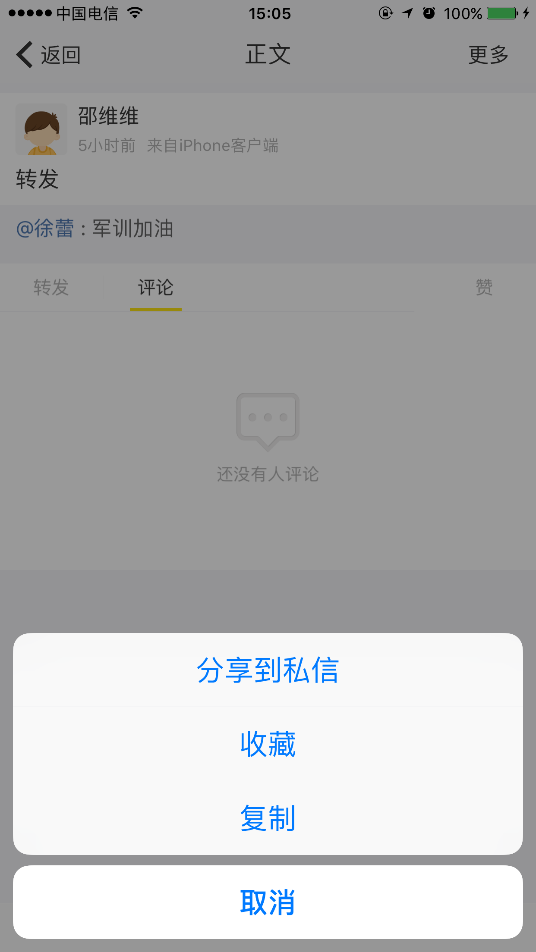 中国电信 15:05 100%
返回 正文 更多
邵维维
5小时前 来自iPhone客户端
转发
@徐蕾：军训加油
转发 评论 赞
还没有人评论
分享到私信
收藏
复制
取消